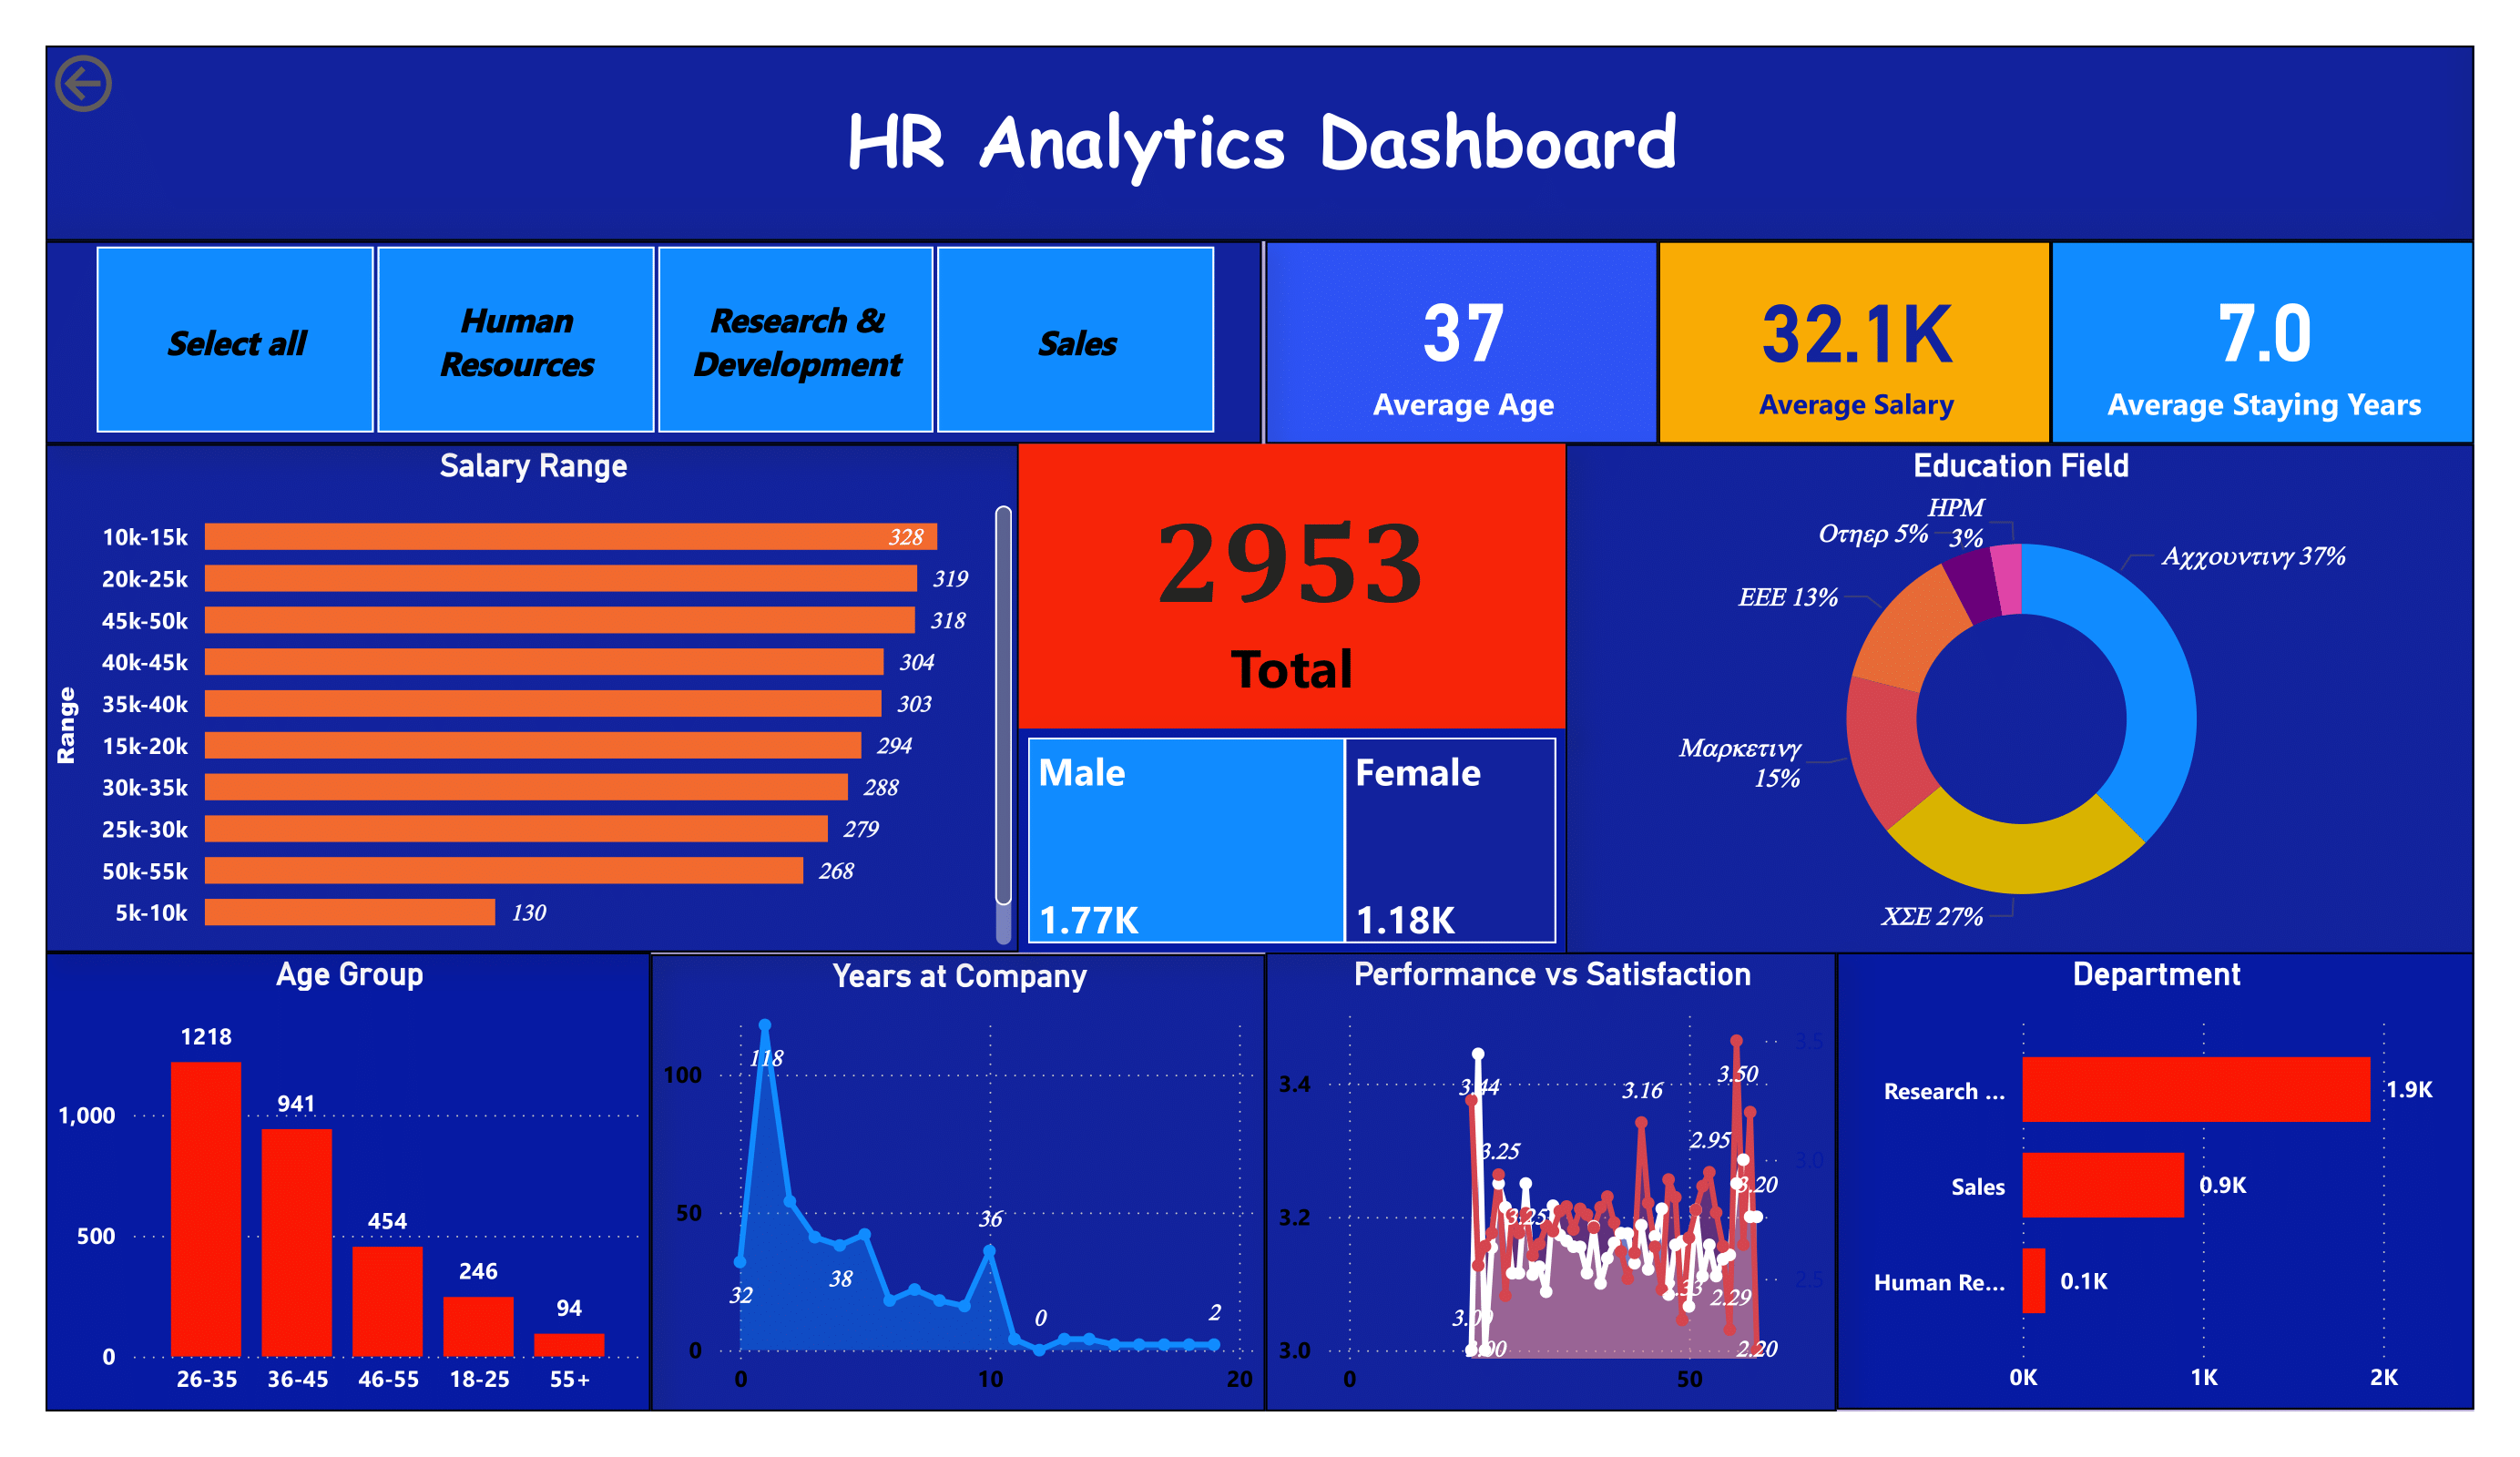 HR Analytics Dashboard
Select all
Human
Resources
Research &
Development
Sales
37
Average Age
32.1K
Average Salary
7.0
Average Staying Years
Salary Range
Range
10k-15k 328
20k-25k 319
45k-50k 318
40k-45k 304
35k-40k 303
15k-20k 294
30k-35k 288
25k-30k 279
50k-55k 268
5k-10k 130
2953
Total
Male
1.77K
Female
1.18K
Education Field
HPM
3%
Οτηερ 5%
Αχχουντινγ 37%
ΕΕΕ 13%
Μαρκετινγ
15%
ΧΣΕ 27%
Age Group
1,000
500
0
1218
941
454
246
94
26-35
36-45
46-55
18-25
55+
Years at Company
100
50
0
118
32
38
36
0
2
0
10
20
Performance vs Satisfaction
3.4
3.2
3.0
3.5
3.0
2.5
3.44
3.25
3.25
3.16
3.50
2.95
3.20
2.29
2.20
3.00
0
50
Department
Research ...
1.9K
Sales
0.9K
Human Re...
0.1K
0K
1K
2K